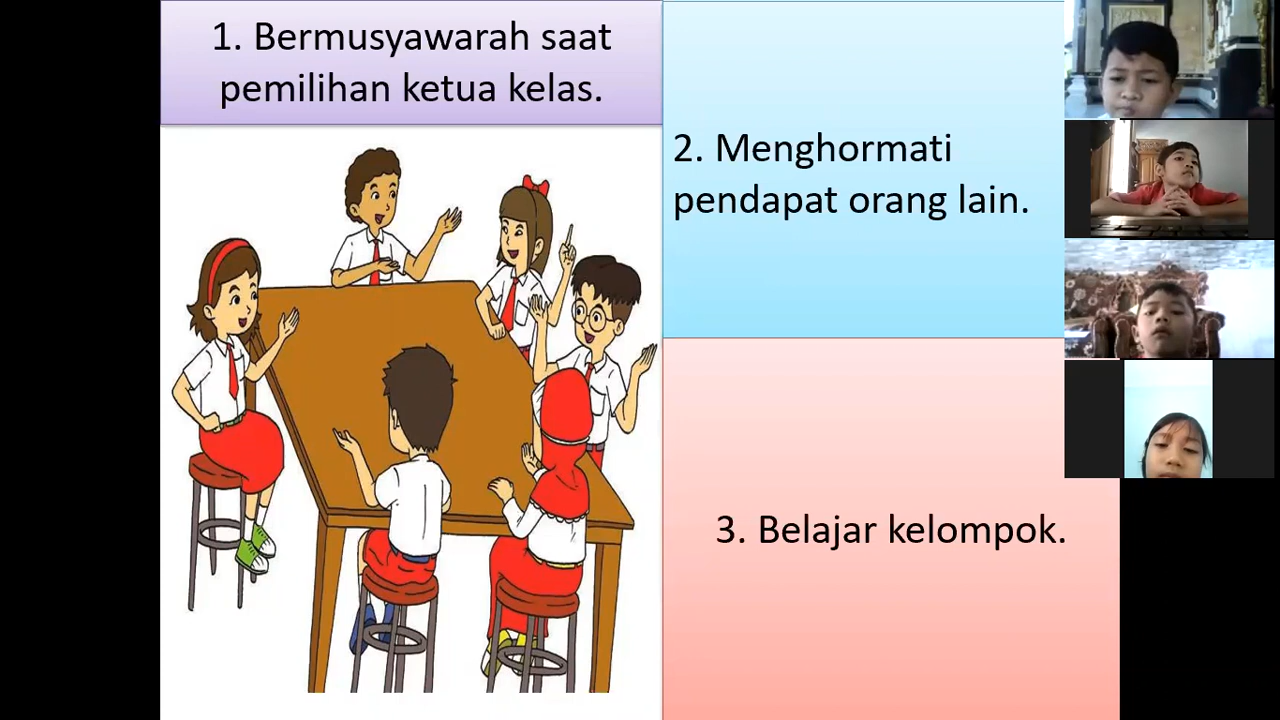 1. Bermusyawarah saat
pemilihan ketua kelas.
2. Menghormati
pendapat orang lain.
3. Belajar kelompok.